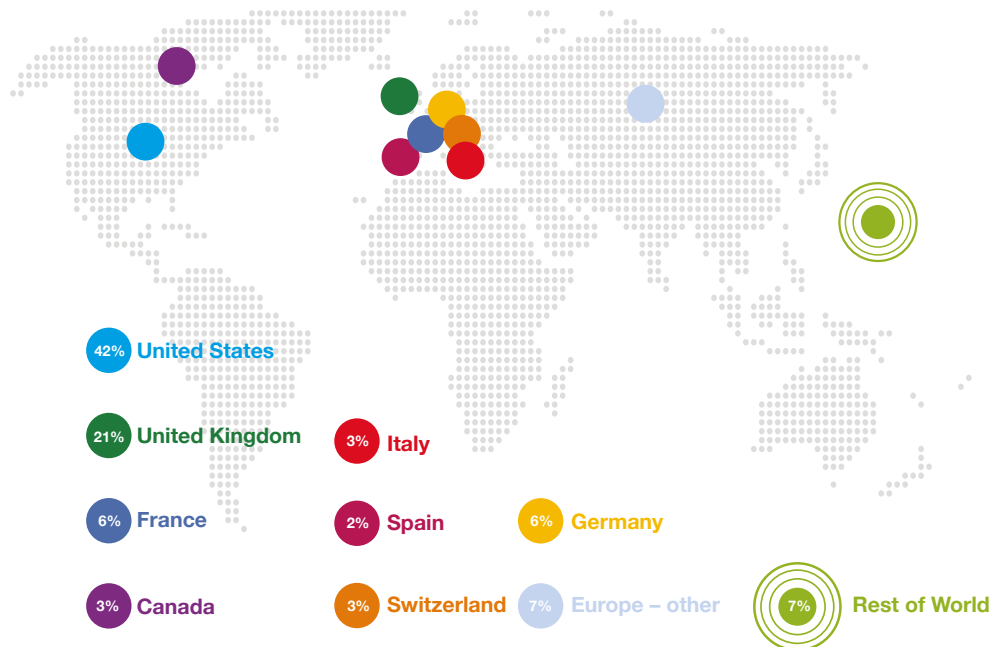 42% United States
21% United Kingdom
3% Italy
6% France
2% Spain
6% Germany
3% Canada
3% Switzerland
7% Europe – other
7% Rest of World